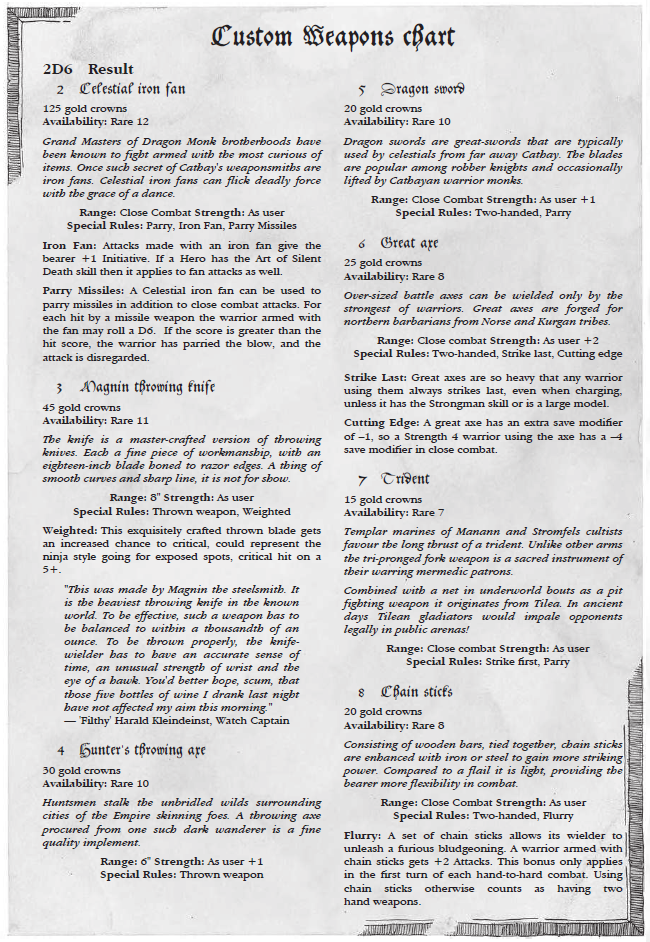 Custom Weapons chart
2D6 Result
2 Celestial iron fan
125 gold crowns
Availability: Rare 12
Grand Masters of Dragon Monk brotherhoods have
been known to fight armed with the most curious of
items. Once such secret of Cathay's weaponsmiths are
iron fans. Celestial iron fans can flick deadly force
with the grace of a dance.
Range: Close Combat Strength: As user
Special Rules: Parry, Iron Fan, Parry Missiles
Iron Fan: Attacks made with an iron fan give the
bearer +1 Initiative. If a Hero has the Art of Silent
Death skill then it applies to fan attacks as well.
Parry Missiles: A Celestial iron fan can be used to
parry missiles in addition to close combat attacks. For
each hit by a missile weapon the warrior armed with
the fan may roll a D6. If the score is greater than the
hit score, the warrior has parried the blow, and the
attack is disregarded.
3 Magnin throwing knife
45 gold crowns
Availability: Rare 11
The knife is a master-crafted version of throwing
knives. Each a fine piece of workmanship, with an
eighteen-inch blade honed to razor edges. A thing of
smooth curves and sharp line, it is not for show.
Range: 8" Strength: As user
Special Rules: Thrown weapon, Weighted
Weighted: This exquisitely crafted thrown blade gets
an increased chance to critical, could represent the
ninja style going for exposed spots, critical hit on a
5+.
"This was made by Magnin the steelsmith. It
is the heaviest throwing knife in the known
world. To be effective, such a weapon has to
be balanced to within a thousandth of an
ounce. To be thrown properly, the knife-
wielder has to have an accurate sense of
time, an unusual strength of wrist and the
eye of a hawk. You'd better hope, scum, that
those five bottles of wine I drank last night
have not affected my aim this morning."
— 'Filthy' Harald Kleindeinst, Watch Captain
4 Hunter's throwing axe
30 gold crowns
Availability: Rare 10
Huntsmen stalk the unbridled wilds surrounding
cities of the Empire skinning foes. A throwing axe
procured from one such dark wanderer is a fine
quality implement.
Range: 6" Strength: As user +1
Special Rules: Thrown weapon
5 Dragon sword
20 gold crowns
Availability: Rare 10
Dragon swords are great-swords that are typically
used by celestials from far away Cathay. The blades
are popular among robber knights and occasionally
lifted by Cathayan warrior monks.
Range: Close Combat Strength: As user +1
Special Rules: Two-handed, Parry
6 Great axe
25 gold crowns
Availability: Rare 8
Over-sized battle axes can be wielded only by the
strongest of warriors. Great axes are forged for
northern barbarians from Norse and Kurgan tribes.
Range: Close combat Strength: As user +2
Special Rules: Two-handed, Strike last, Cutting edge
Strike Last: Great axes are so heavy that any warrior
using them always strikes last, even when charging,
unless it has the Strongman skill or is a large model.
Cutting Edge: A great axe has an extra save modifier
of –1, so a Strength 4 warrior using the axe has a –4
save modifier in close combat.
7 Trident
15 gold crowns
Availability: Rare 7
Templar marines of Manann and Stromfels cultists
favour the long thrust of a trident. Unlike other arms
the tri-pronged fork weapon is a sacred instrument of
their warring mermedic patrons.
Combined with a net in underworld bouts as a pit
fighting weapon it originates from Tilea. In ancient
days Tilean gladiators would impale opponents
legally in public arenas!
Range: Close combat Strength: As user
Special Rules: Strike first, Parry
8 Chain sticks
20 gold crowns
Availability: Rare 8
Consisting of wooden bars, tied together, chain sticks
are enhanced with iron or steel to gain more striking
power. Compared to a flail it is light, providing the
bearer more flexibility in combat.
Range: Close Combat Strength: As user
Special Rules: Two-handed, Flurry
Flurry: A set of chain sticks allows its wielder to
unleash a furious bludgeoning. A warrior armed with
chain sticks gets +2 Attacks. This bonus only applies
in the first turn of each hand-to-hard combat. Using
chain sticks otherwise counts as having two
hand weapons.